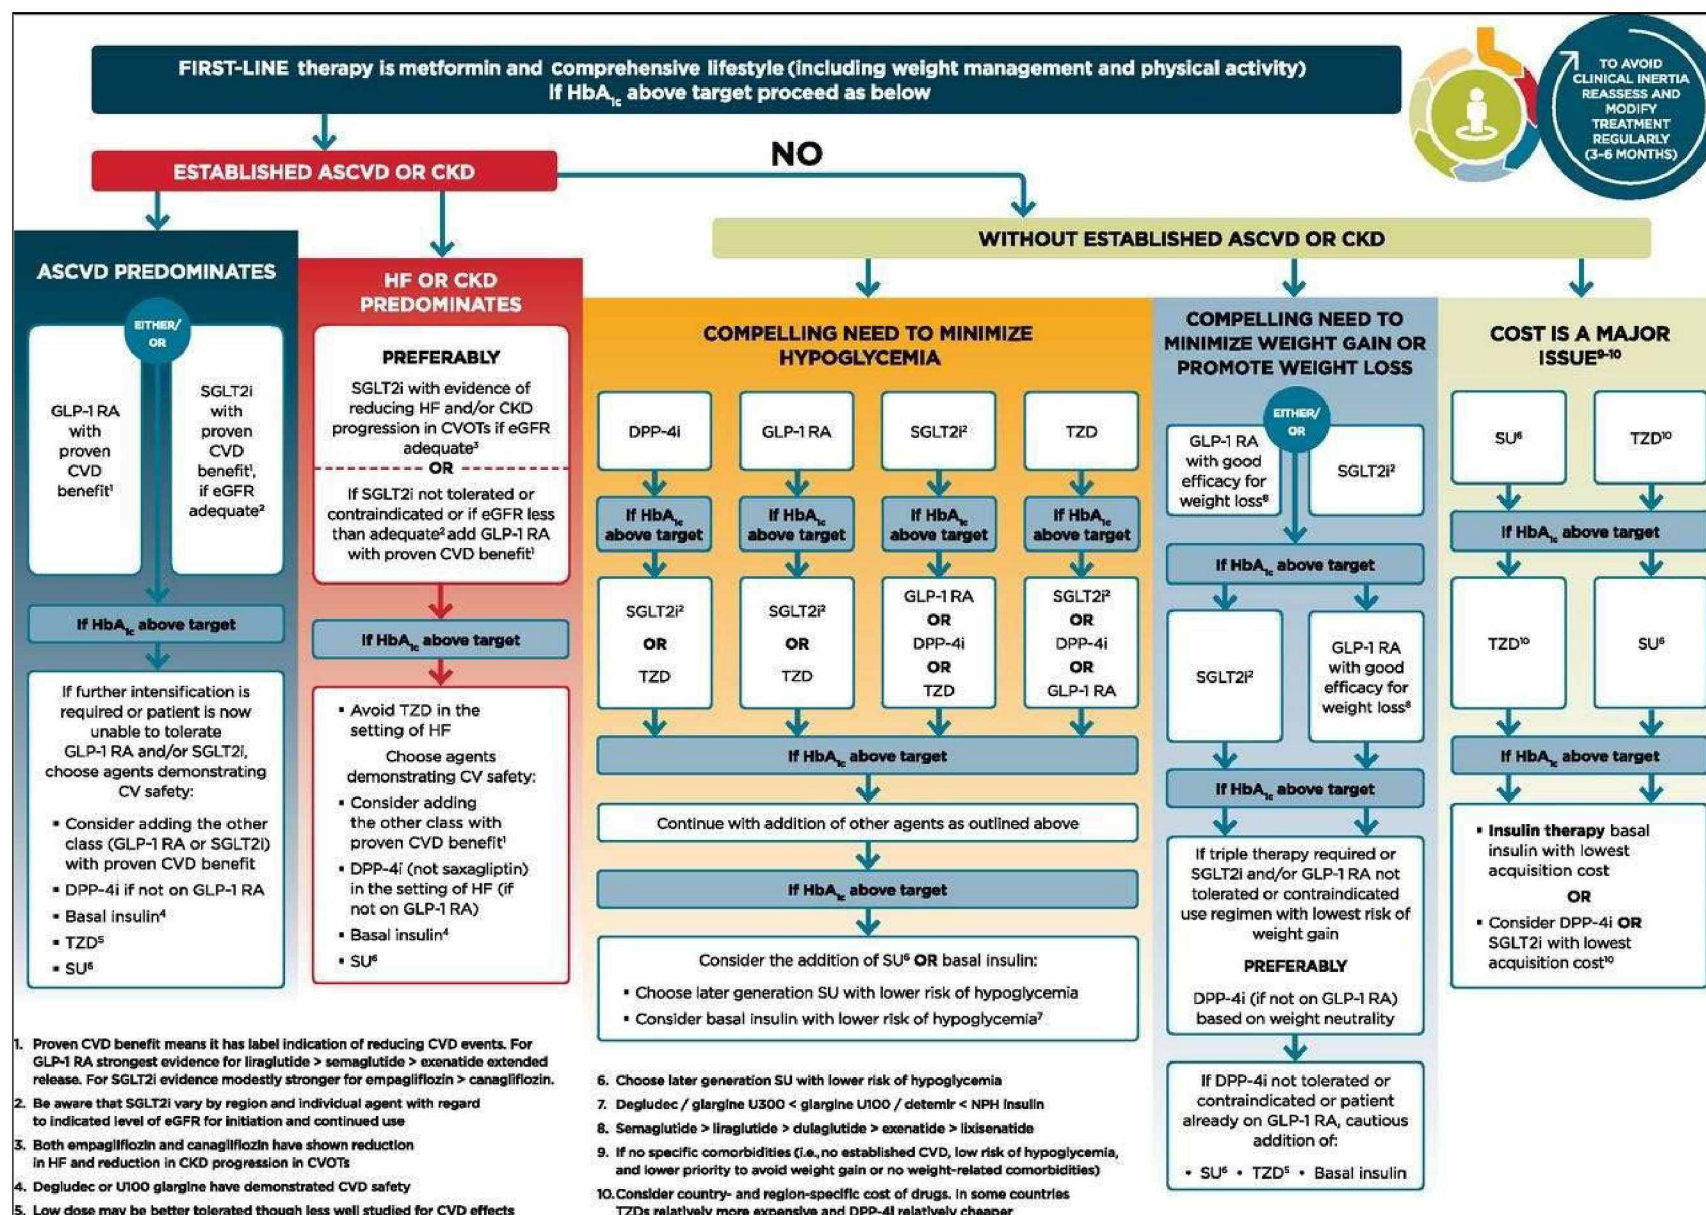 FIRST-LINE therapy is metformin and comprehensive lifestyle (including weight management and physical activity)
If HbA1c above target proceed as below
TO AVOID
CLINICAL INERTIA
REASSESS AND
MODIFY
TREATMENT
REGULARLY
(3-6 MONTHS)
ESTABLISHED ASCVD OR CKD
NO
WITHOUT ESTABLISHED ASCVD OR CKD
ASCVD PREDOMINATES
EITHER/
OR
GLP-1 RA
with
proven
CVD
benefit¹
SGLT2i
with
proven
CVD
benefit¹,
if eGFR
adequate²
If HbA1c above target
If further intensification is
required or patient is now
unable to tolerate
GLP-1 RA and/or SGLT2i,
choose agents demonstrating
CV safety:
▪ Consider adding the other
class (GLP-1 RA or SGLT2i)
with proven CVD benefit
▪ DPP-4i if not on GLP-1 RA
▪ Basal insulin⁴
▪ TZD⁵
▪ SU⁶
HF OR CKD
PREDOMINATES
PREFERABLY
SGLT2i with evidence of
reducing HF and/or CKD
progression in CVOTs if eGFR
adequate³
OR
If SGLT2i not tolerated or
contraindicated or if eGFR less
than adequate² add GLP-1 RA
with proven CVD benefit¹
If HbA1c above target
▪ Avoid TZD in the
setting of HF
Choose agents
demonstrating CV safety:
▪ Consider adding
the other class with
proven CVD benefit¹
▪ DPP-4i (not saxagliptin)
in the setting of HF (if
not on GLP-1 RA)
▪ Basal insulin⁴
▪ SU⁶
COMPELLING NEED TO MINIMIZE
HYPOGLYCEMIA
DPP-4i
GLP-1 RA
SGLT2i²
TZD
If HbA1c
above target
If HbA1c
above target
If HbA1c
above target
If HbA1c
above target
SGLT2i²
OR
TZD
SGLT2i²
OR
TZD
GLP-1 RA
OR
DPP-4i
OR
TZD
SGLT2i²
OR
DPP-4i
OR
GLP-1 RA
If HbA1c above target
Continue with addition of other agents as outlined above
If HbA1c above target
Consider the addition of SU⁶ OR basal insulin:
▪ Choose later generation SU with lower risk of hypoglycemia
▪ Consider basal insulin with lower risk of hypoglycemia⁷
COMPELLING NEED TO
MINIMIZE WEIGHT GAIN OR
PROMOTE WEIGHT LOSS
EITHER/
OR
GLP-1 RA
with good
efficacy for
weight loss⁸
SGLT2i²
If HbA1c above target
SGLT2i²
GLP-1 RA
with good
efficacy for
weight loss⁸
If HbA1c above target
If triple therapy required or
SGLT2i and/or GLP-1 RA not
tolerated or contraindicated
use regimen with lowest risk of
weight gain
PREFERABLY
DPP-4i (if not on GLP-1 RA)
based on weight neutrality
If DPP-4i not tolerated or
contraindicated or patient
already on GLP-1 RA, cautious
addition of:
• SU⁶ • TZD⁵ • Basal insulin
COST IS A MAJOR
ISSUE⁹⁻¹⁰
SU⁶
TZD¹⁰
If HbA1c above target
TZD¹⁰
SU⁶
If HbA1c above target
▪ Insulin therapy basal
insulin with lowest
acquisition cost
OR
▪ Consider DPP-4i OR
SGLT2i with lowest
acquisition cost¹⁰
1. Proven CVD benefit means it has label indication of reducing CVD events. For
GLP-1 RA strongest evidence for liraglutide > semaglutide > exenatide extended
release. For SGLT2i evidence modestly stronger for empagliflozin > canagliflozin.
2. Be aware that SGLT2i vary by region and individual agent with regard
to indicated level of eGFR for initiation and continued use
3. Both empagliflozin and canagliflozin have shown reduction
in HF and reduction in CKD progression in CVOTs
4. Degludec or U100 glargine have demonstrated CVD safety
5. Low dose may be better tolerated though less well studied for CVD effects
6. Choose later generation SU with lower risk of hypoglycemia
7. Degludec / glargine U300 < glargine U100 / detemir < NPH insulin
8. Semaglutide > liraglutide > dulaglutide > exenatide > lixisenatide
9. If no specific comorbidities (i.e., no established CVD, low risk of hypoglycemia,
and lower priority to avoid weight gain or no weight-related comorbidities)
10. Consider country- and region-specific cost of drugs. In some countries
TZDs relatively more expensive and DPP-4i relatively cheaper